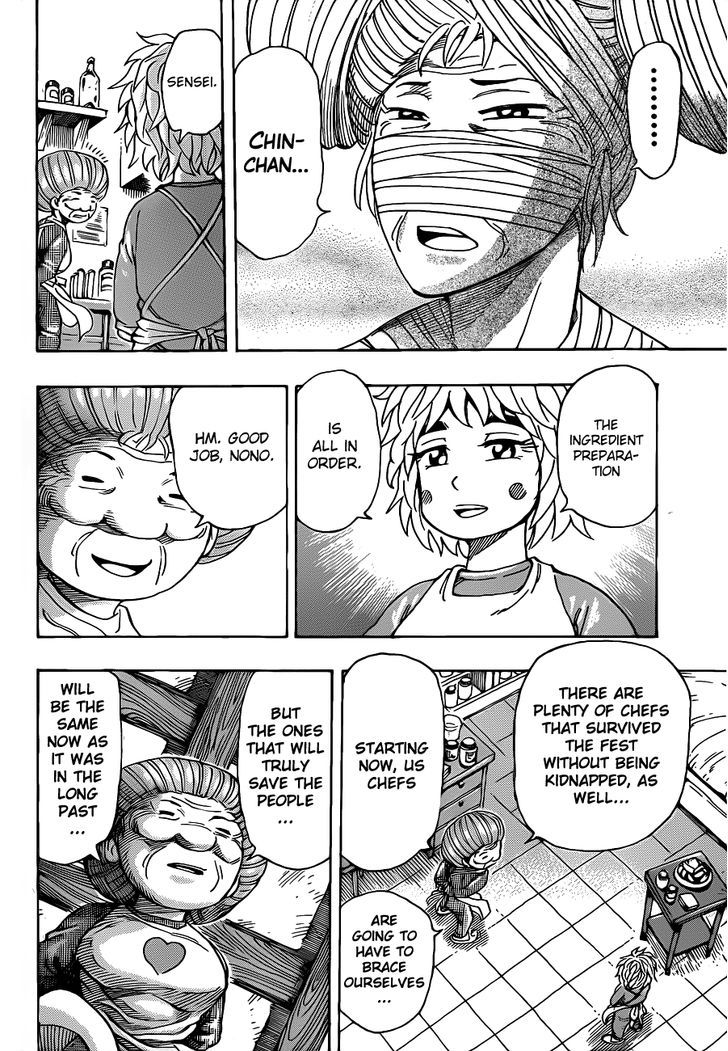 .........
CHIN-
CHAN...
SENSEI.
THE
INGREDIENT
PREPARA-
TION
IS
ALL IN
ORDER.
HM. GOOD
JOB, NONO.
THERE ARE
PLENTY OF CHEFS
THAT SURVIVED
THE FEST
WITHOUT BEING
KIDNAPPED, AS
WELL...
STARTING
NOW, US
CHEFS
ARE
GOING TO
HAVE TO
BRACE
OURSELVES
...
BUT
THE ONES
THAT WILL
TRULY
SAVE THE
PEOPLE
...
WILL
BE THE
SAME
NOW AS
IT WAS
IN THE
LONG
PAST
...